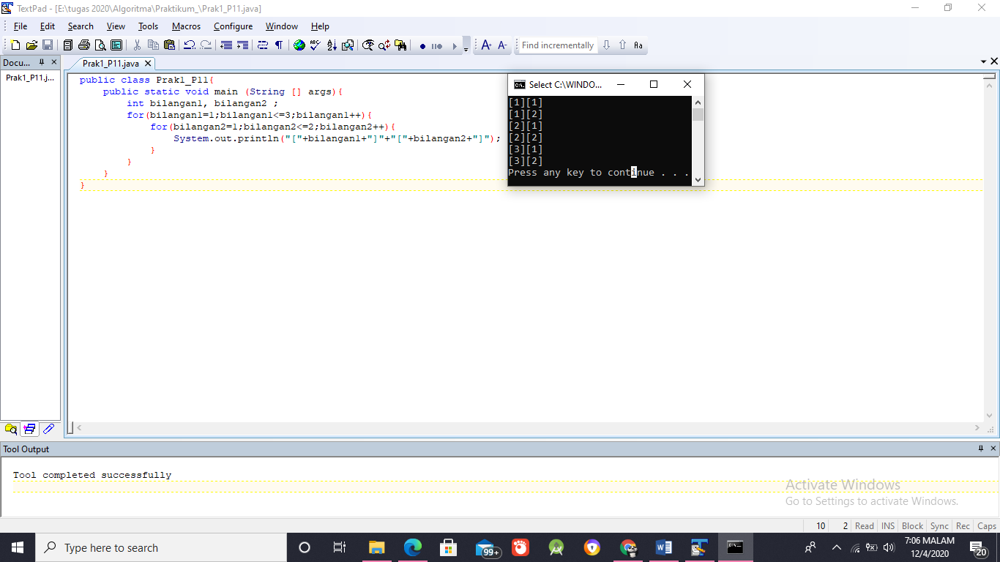 TextPad - [E:\tugas 2020\Algoritma\Praktikum_\Prak1_P11.java]
File Edit Search View Tools Macros Configure Window Help
Find incrementally
Docu...
Prak1_P11.java
Prak1_P11.j...
public class Prak1_P11{
    public static void main (String [] args){
        int bilangan1, bilangan2 ;
        for(bilangan1=1;bilangan1<=3;bilangan1++){
            for(bilangan2=1;bilangan2<=2;bilangan2++){
                System.out.println("["+bilangan1+"]"+"["+bilangan2+"]");
            }
        }
    }
}
Select C:\WINDO...
[1][1]
[1][2]
[2][1]
[2][2]
[3][1]
[3][2]
Press any key to continue . . .
Tool Output
Tool completed successfully
Activate Windows
Go to Settings to activate Windows.
10 2 Read INS Block Sync Rec Caps
Type here to search
99+
7:06 MALAM
12/4/2020
20